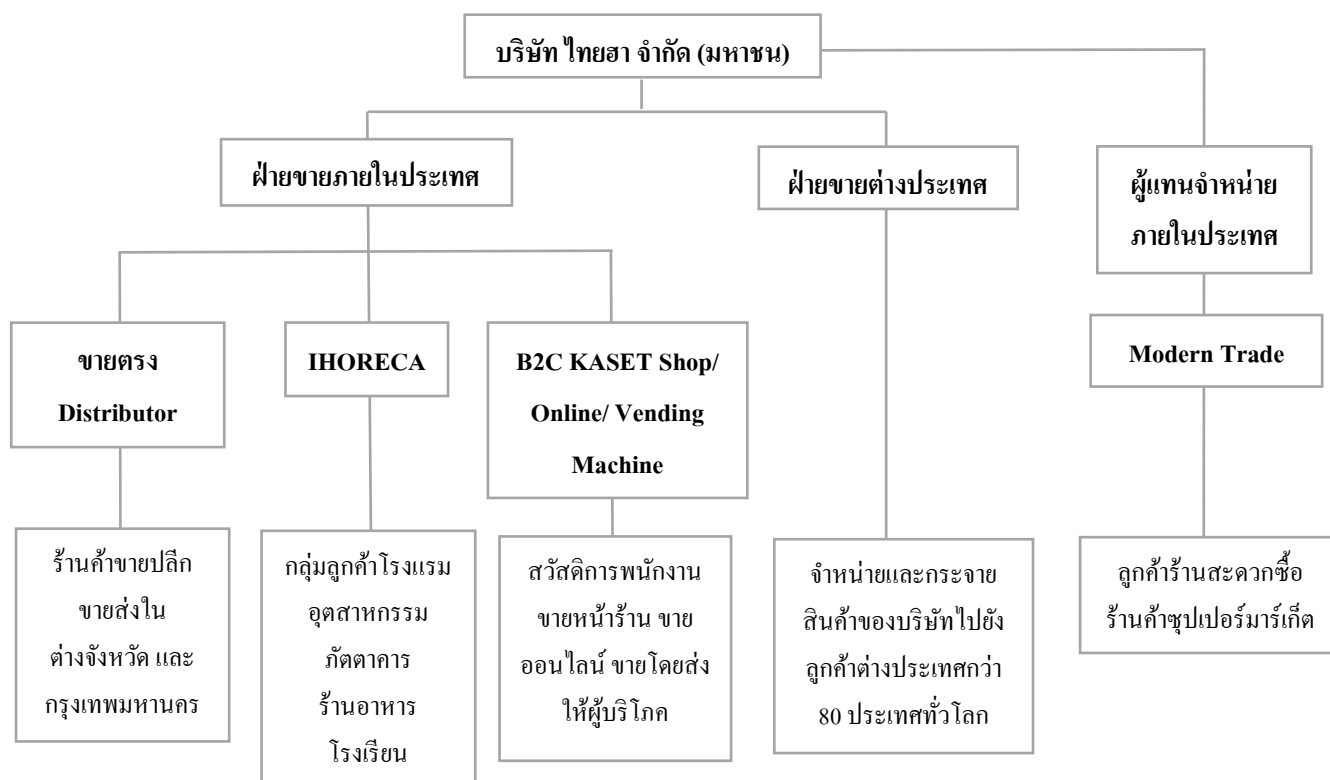 บริษัท ไทยฮา จำกัด (มหาชน)
ฝ่ายขายภายในประเทศ
ฝ่ายขายต่างประเทศ
ผู้แทนจำหน่าย
ภายในประเทศ
ขายตรง
Distributor
IHORECA
B2C KASET Shop/
Online/ Vending
Machine
Modern Trade
ร้านค้าขายปลีก
ขายส่งใน
ต่างจังหวัด และ
กรุงเทพมหานคร
กลุ่มลูกค้าโรงแรม
อุตสาหกรรม
ภัตตาคาร
ร้านอาหาร
โรงเรียน
สวัสดิการพนักงาน
ขายหน้าร้าน ขาย
ออนไลน์ ขายโดยส่ง
ให้ผู้บริโภค
จำหน่ายและกระจาย
สินค้าของบริษัทไปยัง
ลูกค้าต่างประเทศกว่า
80 ประเทศทั่วโลก
ลูกค้าร้านสะดวกซื้อ
ร้านค้าซุปเปอร์มาร์เก็ต